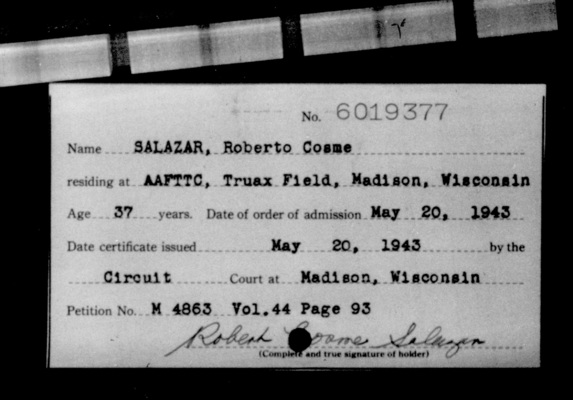 No. 6019377
Name SALAZAR, Roberto Cosme
residing at AAFTTC, Truax Field, Madison, Wisconsin
Age 37 years. Date of order of admission May 20, 1943
Date certificate issued May 20, 1943 by the
Circuit Court at Madison, Wisconsin
Petition No. M 4863 Vol. 44 Page 93
Robert Cosme Salazar
(Complete and true signature of holder)